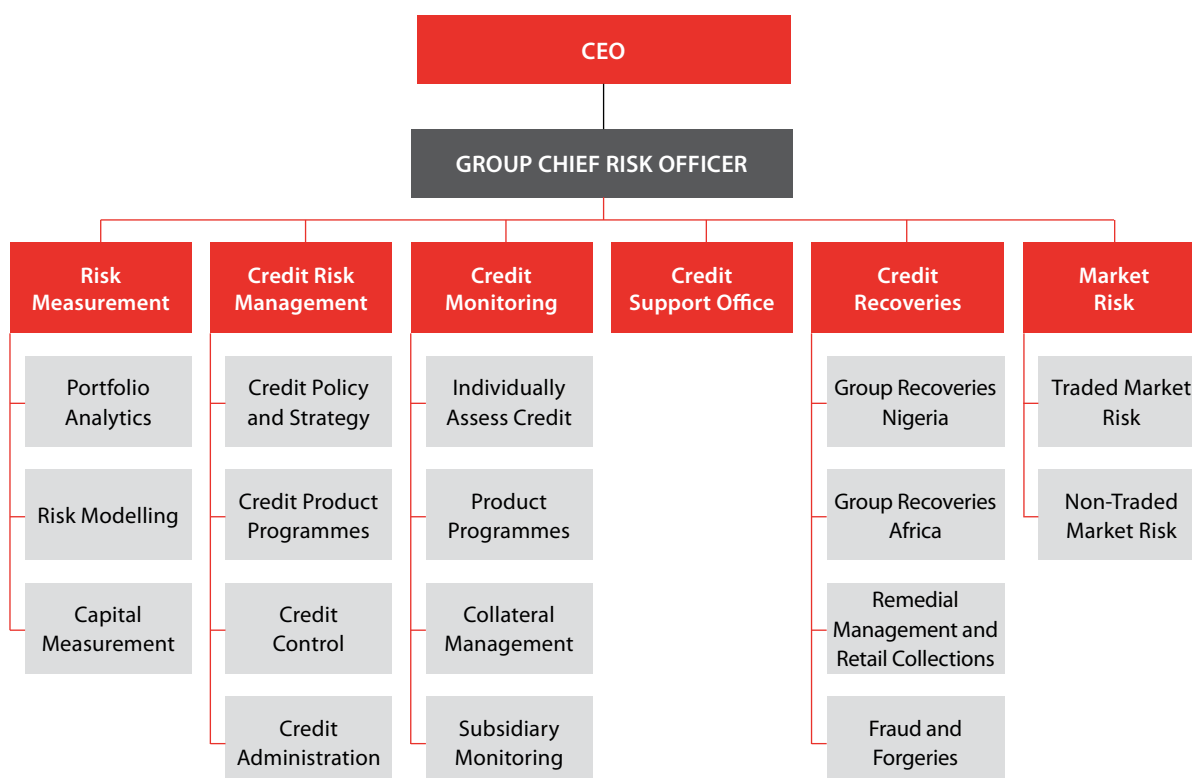 CEO
GROUP CHIEF RISK OFFICER
Risk
Measurement
Credit Risk
Management
Credit
Monitoring
Credit
Support Office
Credit
Recoveries
Market
Risk
Portfolio
Analytics
Credit Policy
and Strategy
Individually
Assess Credit
Group Recoveries
Nigeria
Traded Market
Risk
Risk Modelling
Credit Product
Programmes
Product
Programmes
Group Recoveries
Africa
Non-Traded
Market Risk
Capital
Measurement
Credit
Control
Collateral
Management
Remedial
Management and
Retail Collections
Credit
Administration
Subsidiary
Monitoring
Fraud and
Forgeries